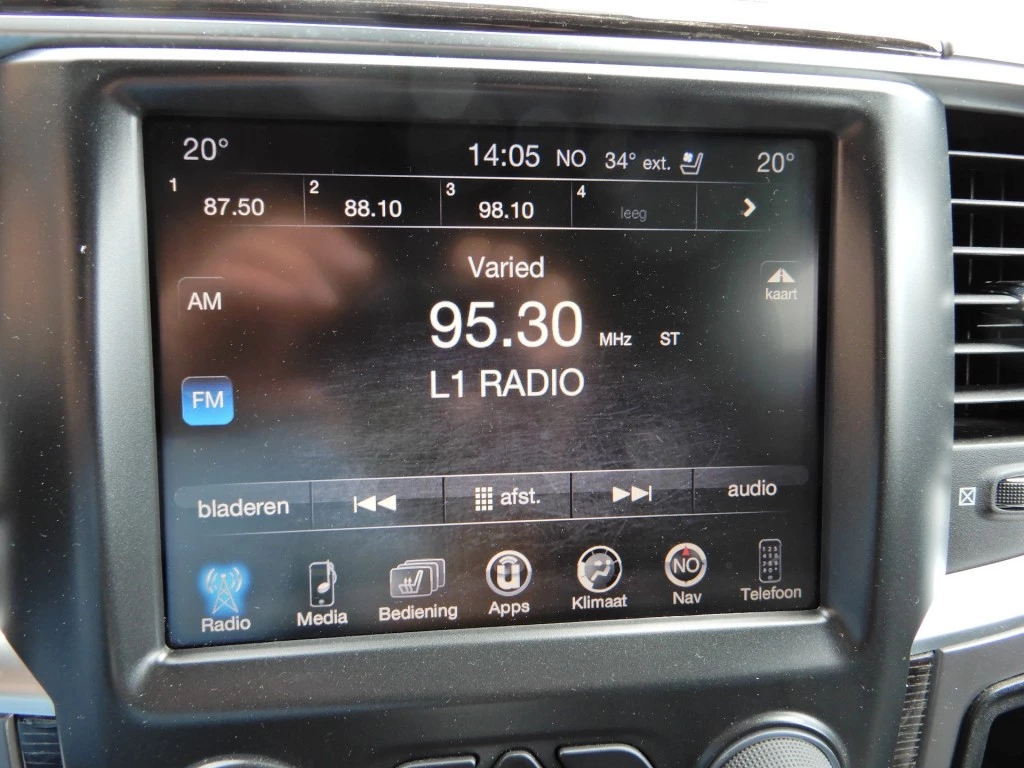 20° 14:05 NO 34° ext. 20°
1 87.50 2 88.10 3 98.10 4 leeg
Varied
kaart
AM
95.30 MHz ST
L1 RADIO
FM
bladeren afst. audio
NO
Radio Media Bediening Apps Klimaat Nav Telefoon